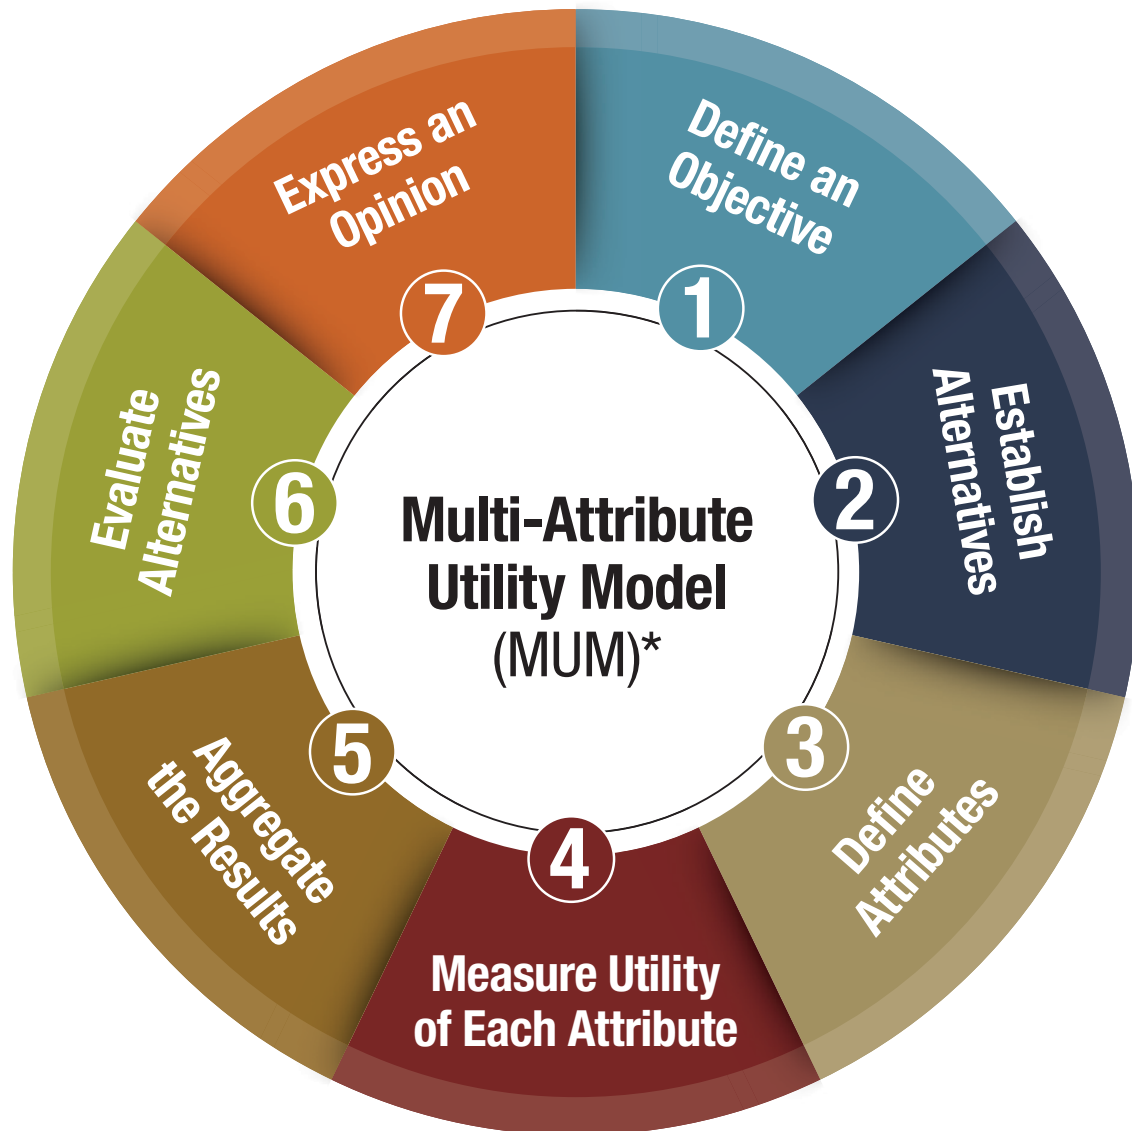 Multi-Attribute
Utility Model
(MUM)*
1
Define an
Objective
2
Establish
Alternatives
3
Define
Attributes
4
Measure Utility
of Each Attribute
5
Aggregate
the Results
6
Evaluate
Alternatives
7
Express an
Opinion